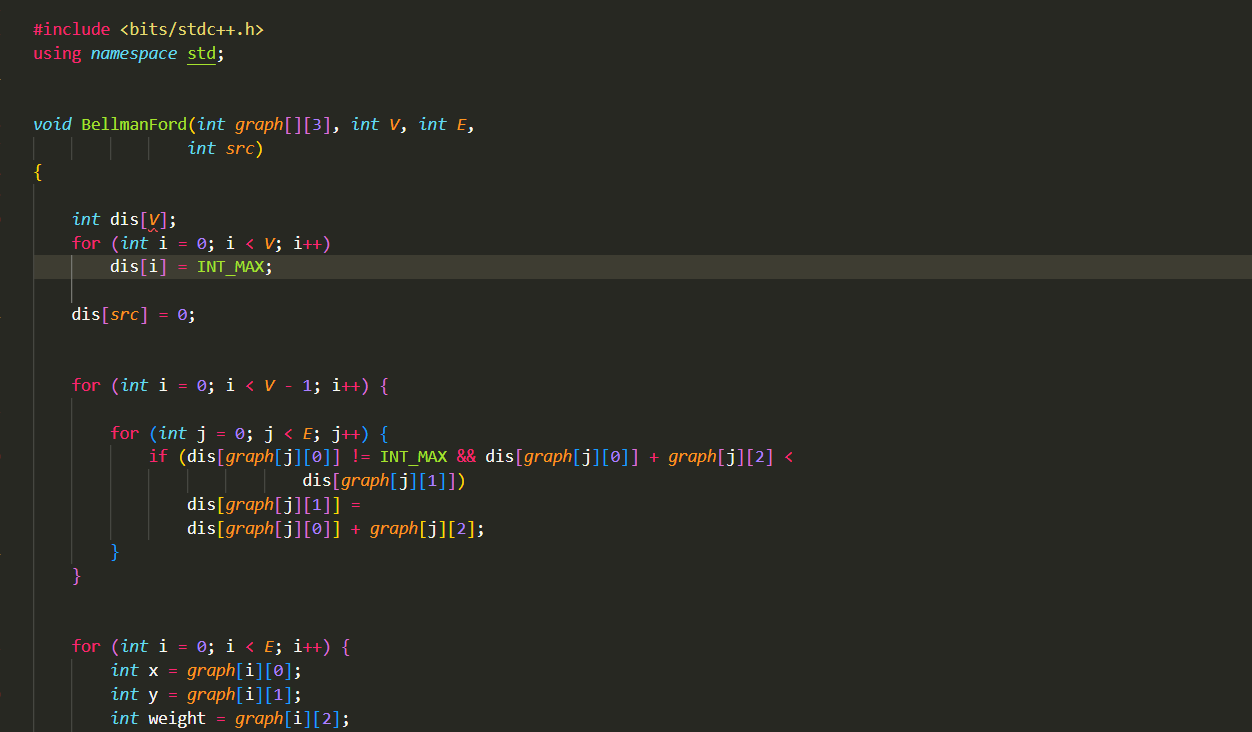 #include <bits/stdc++.h>
using namespace std;
void BellmanFord(int graph[][3], int V, int E,
int src)
{
int dis[V];
for (int i = 0; i < V; i++)
dis[i] = INT_MAX;
dis[src] = 0;
for (int i = 0; i < V - 1; i++) {
for (int j = 0; j < E; j++) {
if (dis[graph[j][0]] != INT_MAX && dis[graph[j][0]] + graph[j][2] <
dis[graph[j][1]])
dis[graph[j][1]] =
dis[graph[j][0]] + graph[j][2];
}
}
for (int i = 0; i < E; i++) {
int x = graph[i][0];
int y = graph[i][1];
int weight = graph[i][2];